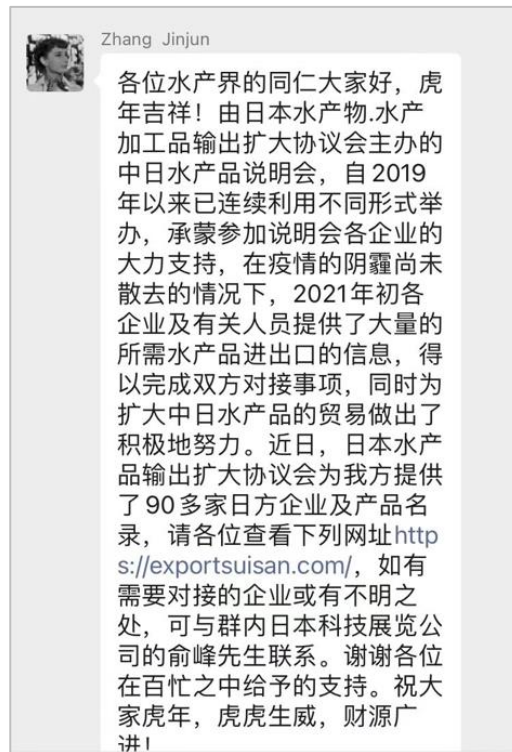 Zhang Jinjun
各位水产界的同仁大家好，虎
年吉祥！由日本水产物.水产
加工品输出扩大协议会主办的
中日水产品说明会，自2019
年以来已连续利用不同形式举
办，承蒙参加说明会各企业的
大力支持，在疫情的阴霾尚未
散去的情况下，2021年初各
企业及有关人员提供了大量的
所需水产品进出口的信息，得
以完成双方对接事项，同时为
扩大中日水产品的贸易做出了
积极地努力。近日，日本水产
品输出扩大协议会为我方提供
了90多家日方企业及产品名
录，请各位查看下列网址http
s://exportsuisan.com/，如有
需要对接的企业或有不明之
处，可与群内日本科技展览公
司的俞峰先生联系。谢谢各位
在百忙之中给予的支持。祝大
家虎年，虎虎生威，财源广
进！